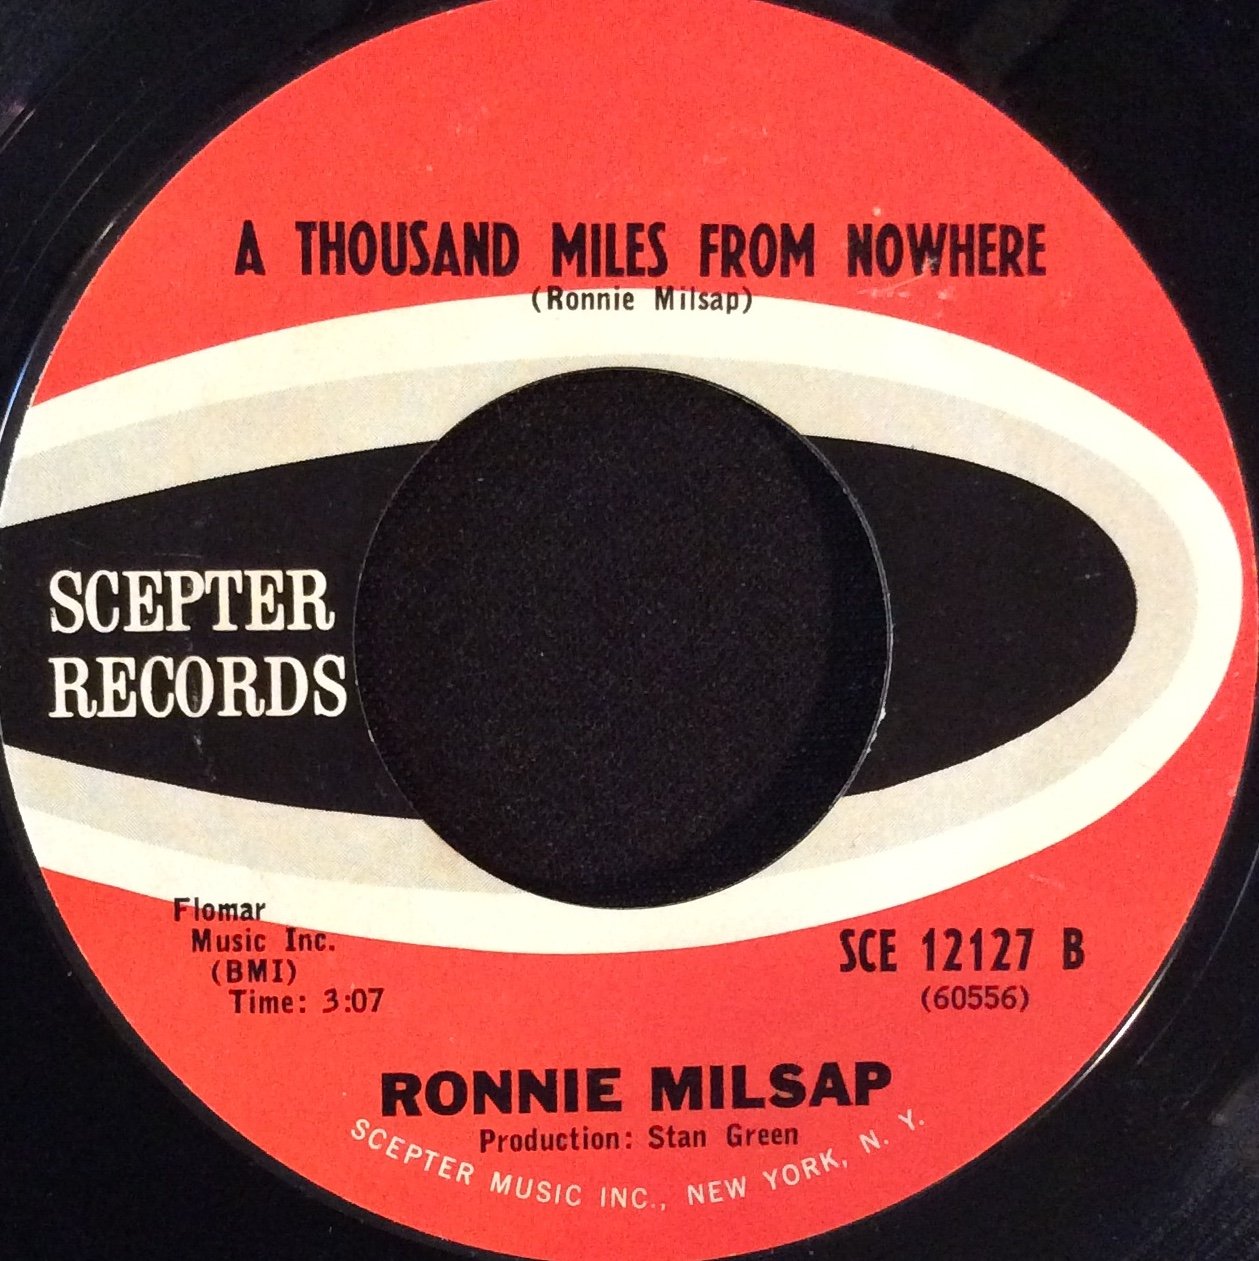 A THOUSAND MILES FROM NOWHERE
(Ronnie Milsap)
SCEPTER
RECORDS
Flomar
Music Inc.
(BMI)
Time: 3:07
SCE 12127 B
(60556)
RONNIE MILSAP
Production: Stan Green
SCEPTER MUSIC INC., NEW YORK, N. Y.